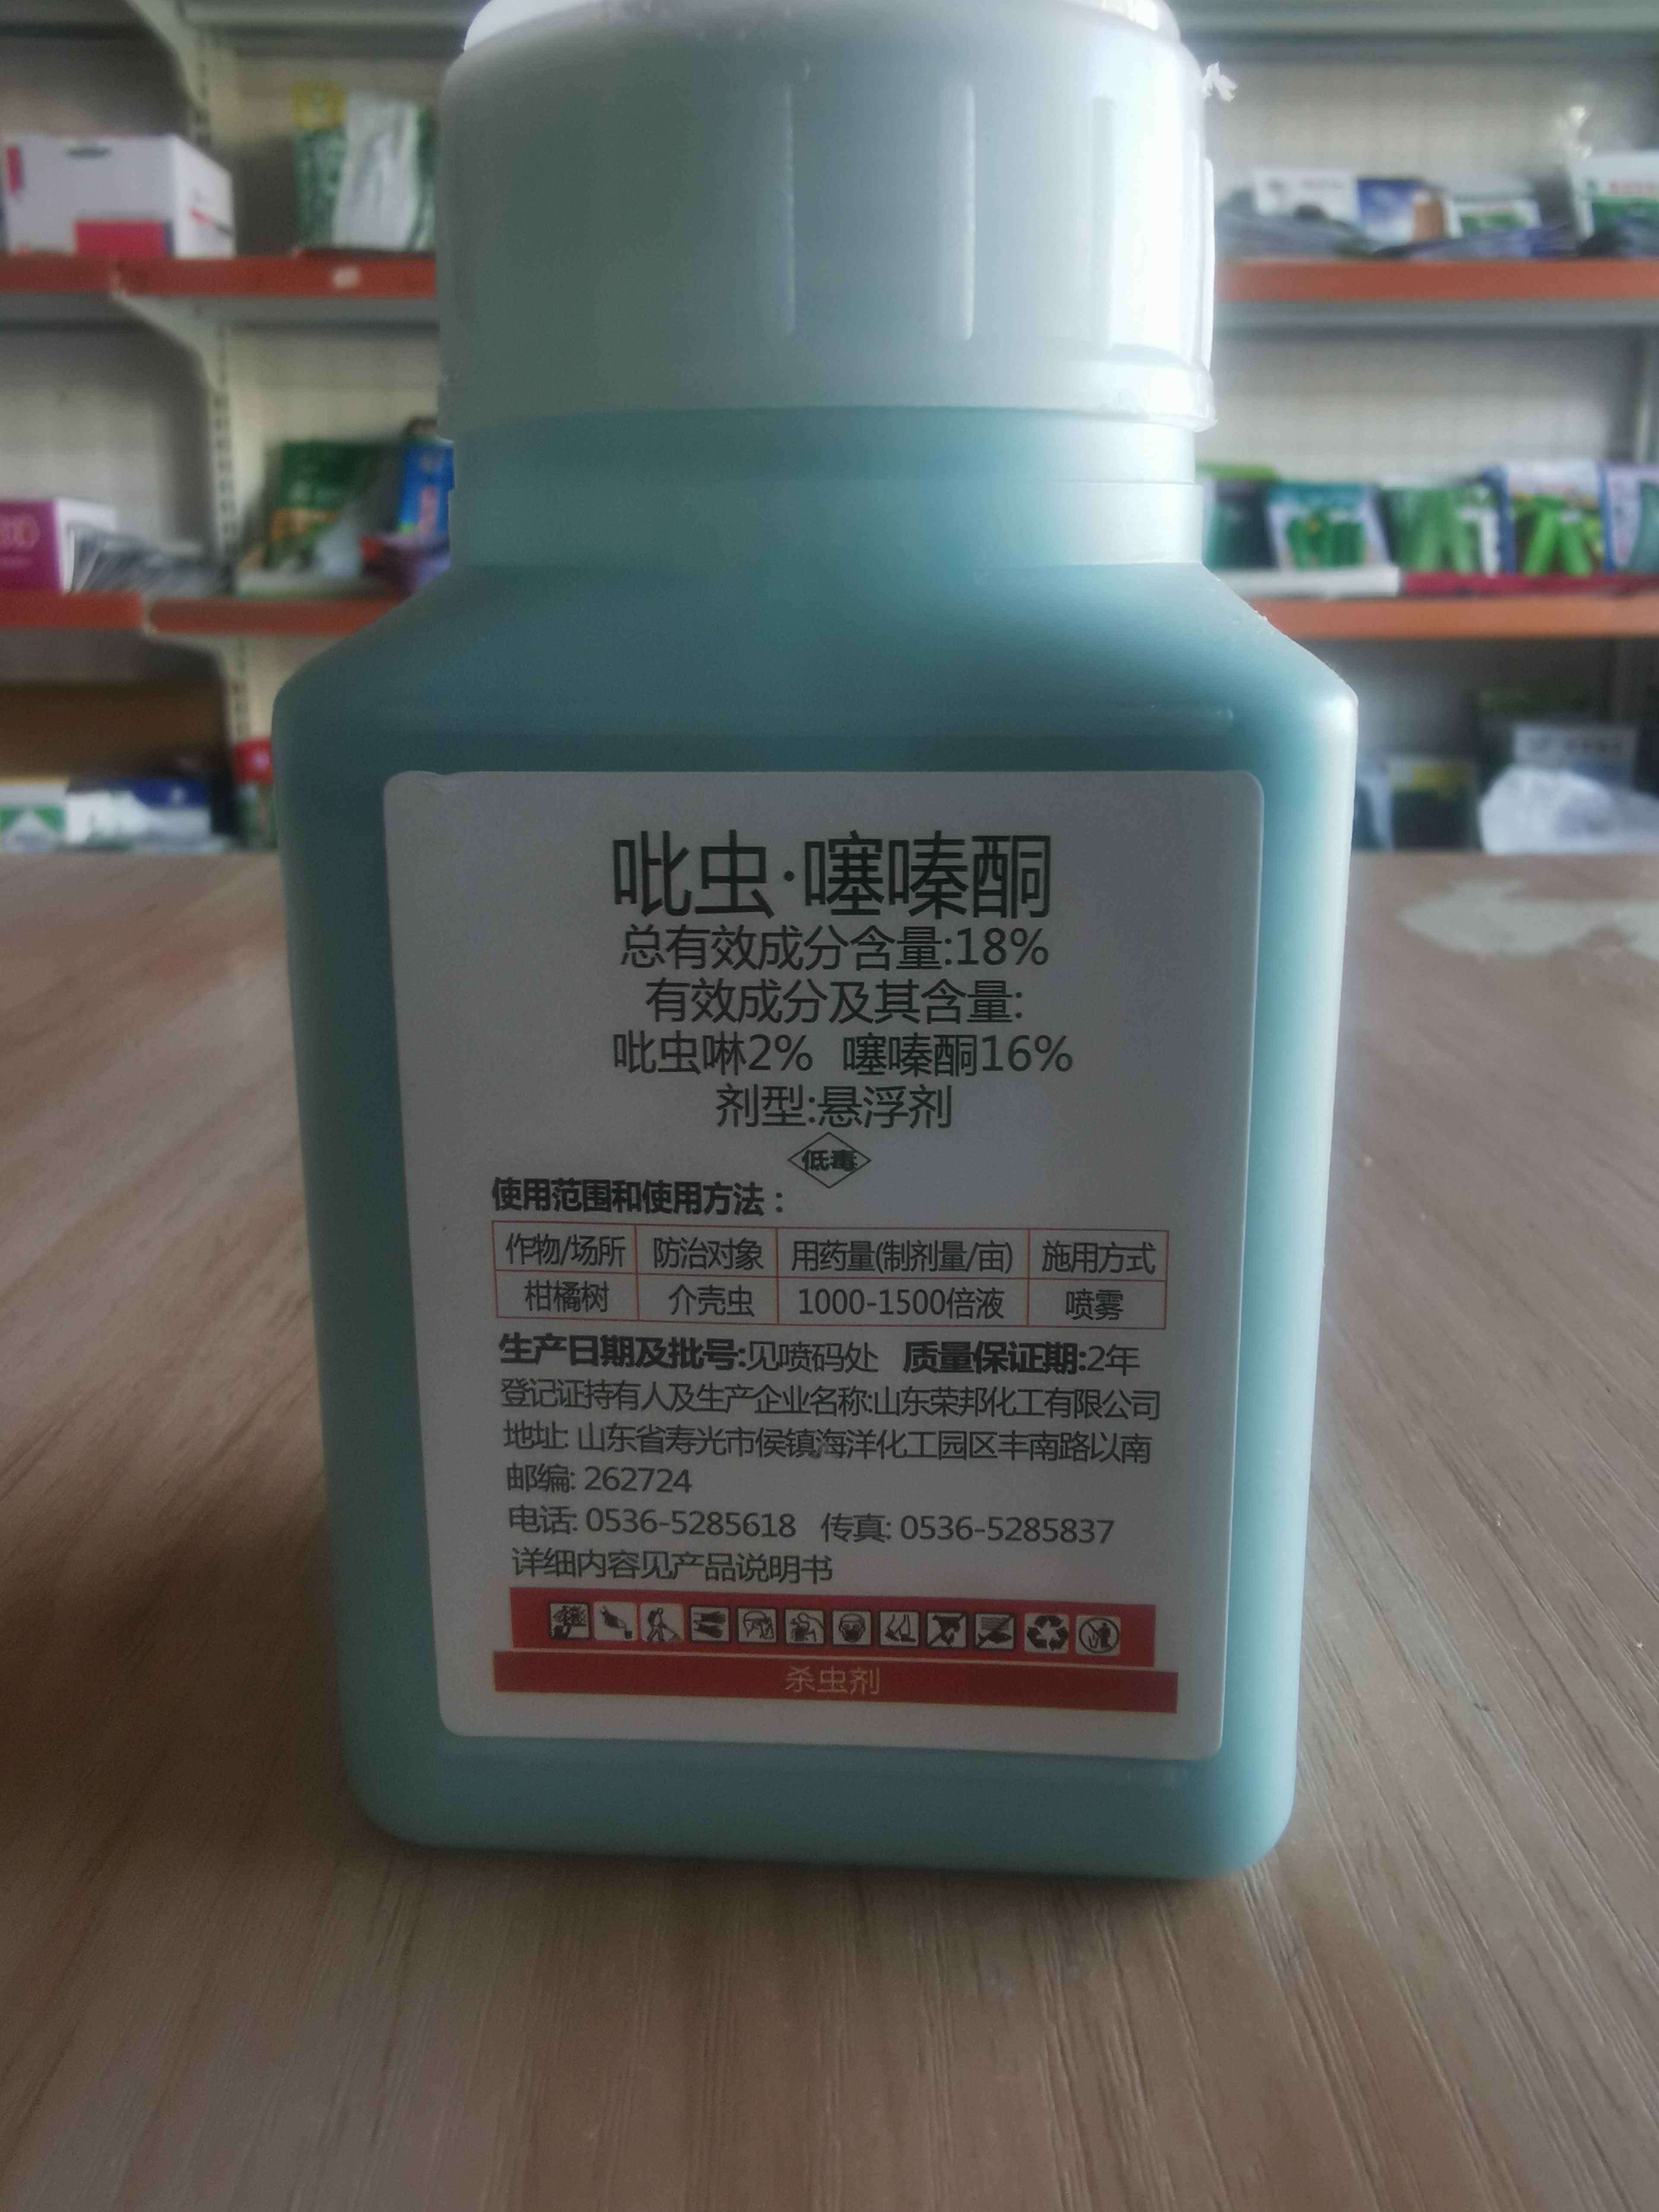 吡虫·噻嗪酮
总有效成分含量:18%
有效成分及其含量:
吡虫啉2% 噻嗪酮16%
剂型:悬浮剂
低毒
使用范围和使用方法：
作物/场所 防治对象 用药量(制剂量/亩) 施用方式
柑橘树 介壳虫 1000-1500倍液 喷雾
生产日期及批号:见喷码处 质量保证期:2年
登记证持有人及生产企业名称:山东荣邦化工有限公司
地址: 山东省寿光市侯镇海洋化工园区丰南路以南
邮编: 262724
电话: 0536-5285618 传真: 0536-5285837
详细内容见产品说明书
杀虫剂